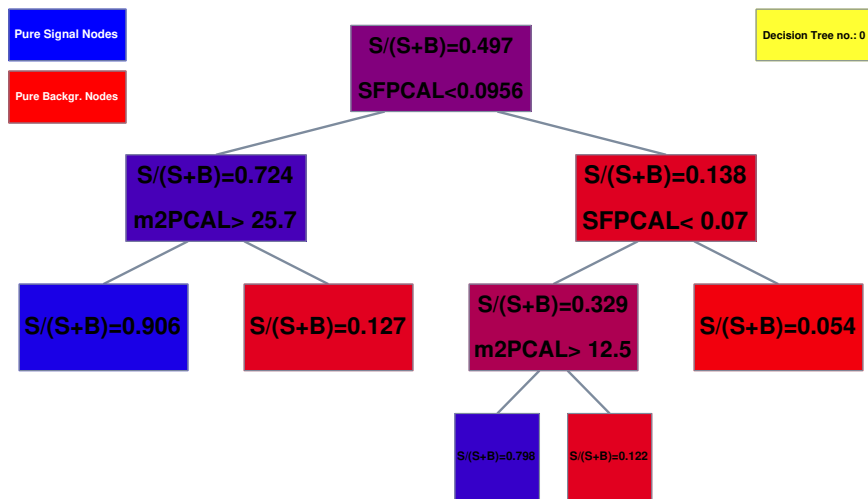 Pure Signal Nodes
Pure Backgr. Nodes
Decision Tree no.: 0
S/(S+B)=0.497
SFPCAL<0.0956
S/(S+B)=0.724
m2PCAL> 25.7
S/(S+B)=0.138
SFPCAL< 0.07
S/(S+B)=0.906
S/(S+B)=0.127
S/(S+B)=0.329
m2PCAL> 12.5
S/(S+B)=0.054
S/(S+B)=0.798
S/(S+B)=0.122